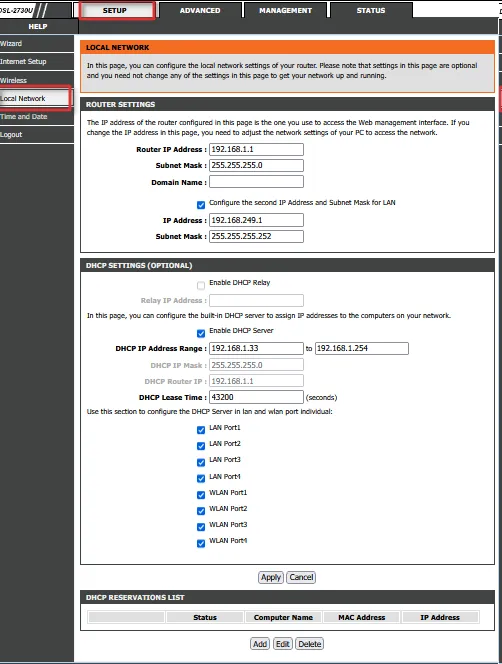 DSL-2730U
SETUP ADVANCED MANAGEMENT STATUS
HELP
Wizard
Internet Setup
Wireless
Local Network
Time and Date
Logout
LOCAL NETWORK
In this page, you can configure the local network settings of your router. Please note that settings in this page are optional
and you need not change any of the settings in this page to get your network up and running.
ROUTER SETTINGS
The IP address of the router configured in this page is the one you use to access the Web management interface. If you
change the IP address in this page, you need to adjust the network settings of your PC to access the network.
Router IP Address : 192.168.1.1
Subnet Mask : 255.255.255.0
Domain Name :
Configure the second IP Address and Subnet Mask for LAN
IP Address : 192.168.249.1
Subnet Mask : 255.255.255.252
DHCP SETTINGS (OPTIONAL)
Enable DHCP Relay
Relay IP Address :
In this page, you can configure the built-in DHCP server to assign IP addresses to the computers on your network.
Enable DHCP Server
DHCP IP Address Range : 192.168.1.33 to 192.168.1.254
DHCP IP Mask : 255.255.255.0
DHCP Router IP : 192.168.1.1
DHCP Lease Time : 43200 (seconds)
Use this section to configure the DHCP Server in lan and wlan port individual:
LAN Port1
LAN Port2
LAN Port3
LAN Port4
WLAN Port1
WLAN Port2
WLAN Port3
WLAN Port4
Apply Cancel
DHCP RESERVATIONS LIST
Status Computer Name MAC Address IP Address
Add Edit Delete